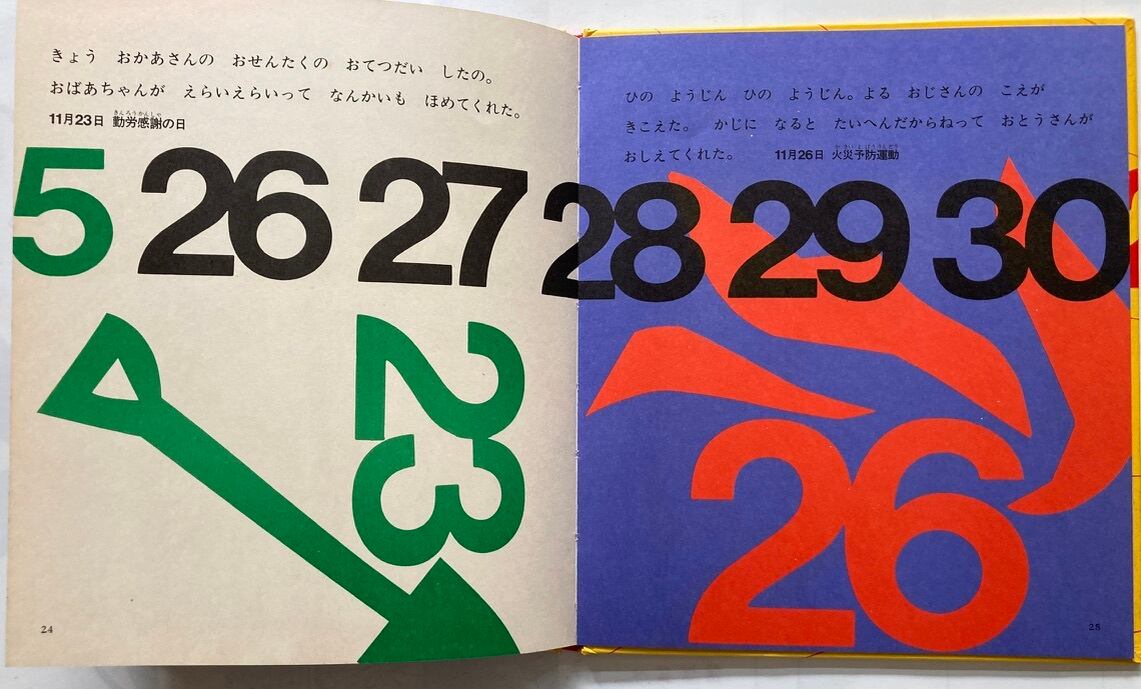 きょう おかあさんの おせんたくの おてつだい したの。
おばあちゃんが えらいえらいって なんかいも ほめてくれた。
11月23日 勤労感謝の日
5 26 27 28 29 30
23
24
ひの ようじん ひの ようじん。よる おじさんの こえが
きこえた。 かじに なると たいへんだからねって おとうさんが
おしえてくれた。 11月26日 火災予防運動
26
25